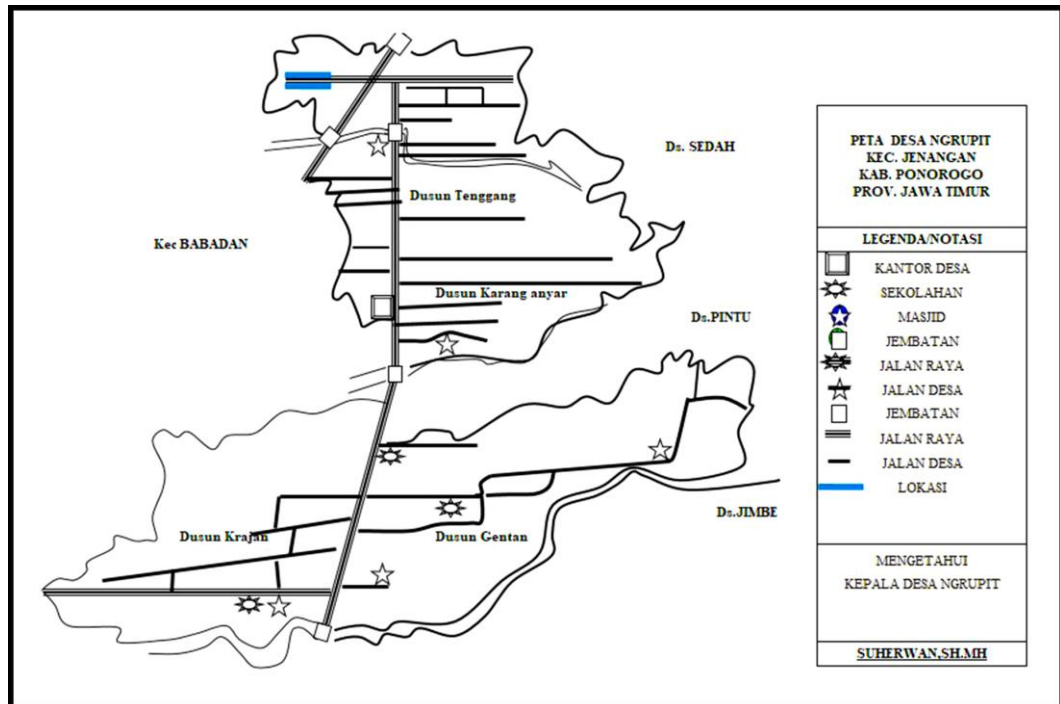 Ds. SEDAH
Dusun Tenggang
Kec BABADAN
Dusun Karang anyar
Ds.PINTU
Ds.JIMBE
Dusun Krajan
Dusun Gentan
PETA DESA NGRUPIT
KEC. JENANGAN
KAB. PONOROGO
PROV. JAWA TIMUR
LEGENDA/NOTASI
KANTOR DESA
SEKOLAHAN
MASJID
JEMBATAN
JALAN RAYA
JALAN DESA
JEMBATAN
JALAN RAYA
JALAN DESA
LOKASI
MENGETAHUI
KEPALA DESA NGRUPIT
SUHERWAN,SH.MH